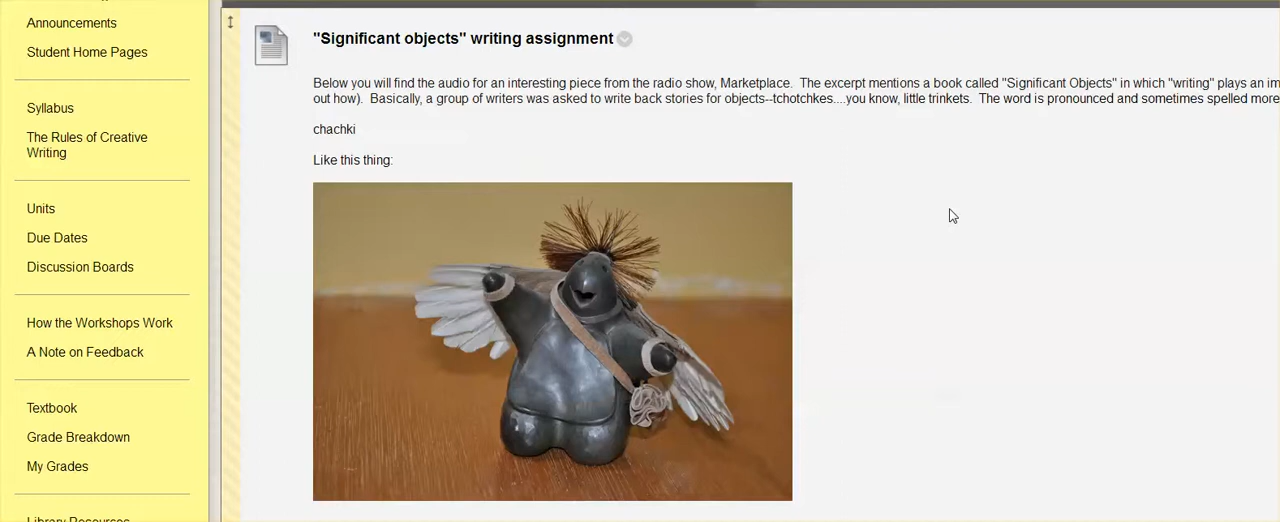 Announcements
Student Home Pages
Syllabus
The Rules of Creative
Writing
Units
Due Dates
Discussion Boards
How the Workshops Work
A Note on Feedback
Textbook
Grade Breakdown
My Grades
Library Resources
"Significant objects" writing assignment
Below you will find the audio for an interesting piece from the radio show, Marketplace. The excerpt mentions a book called "Significant Objects" in which "writing" plays an im
out how). Basically, a group of writers was asked to write back stories for objects--tchotchkes....you know, little trinkets. The word is pronounced and sometimes spelled more
chachki
Like this thing: